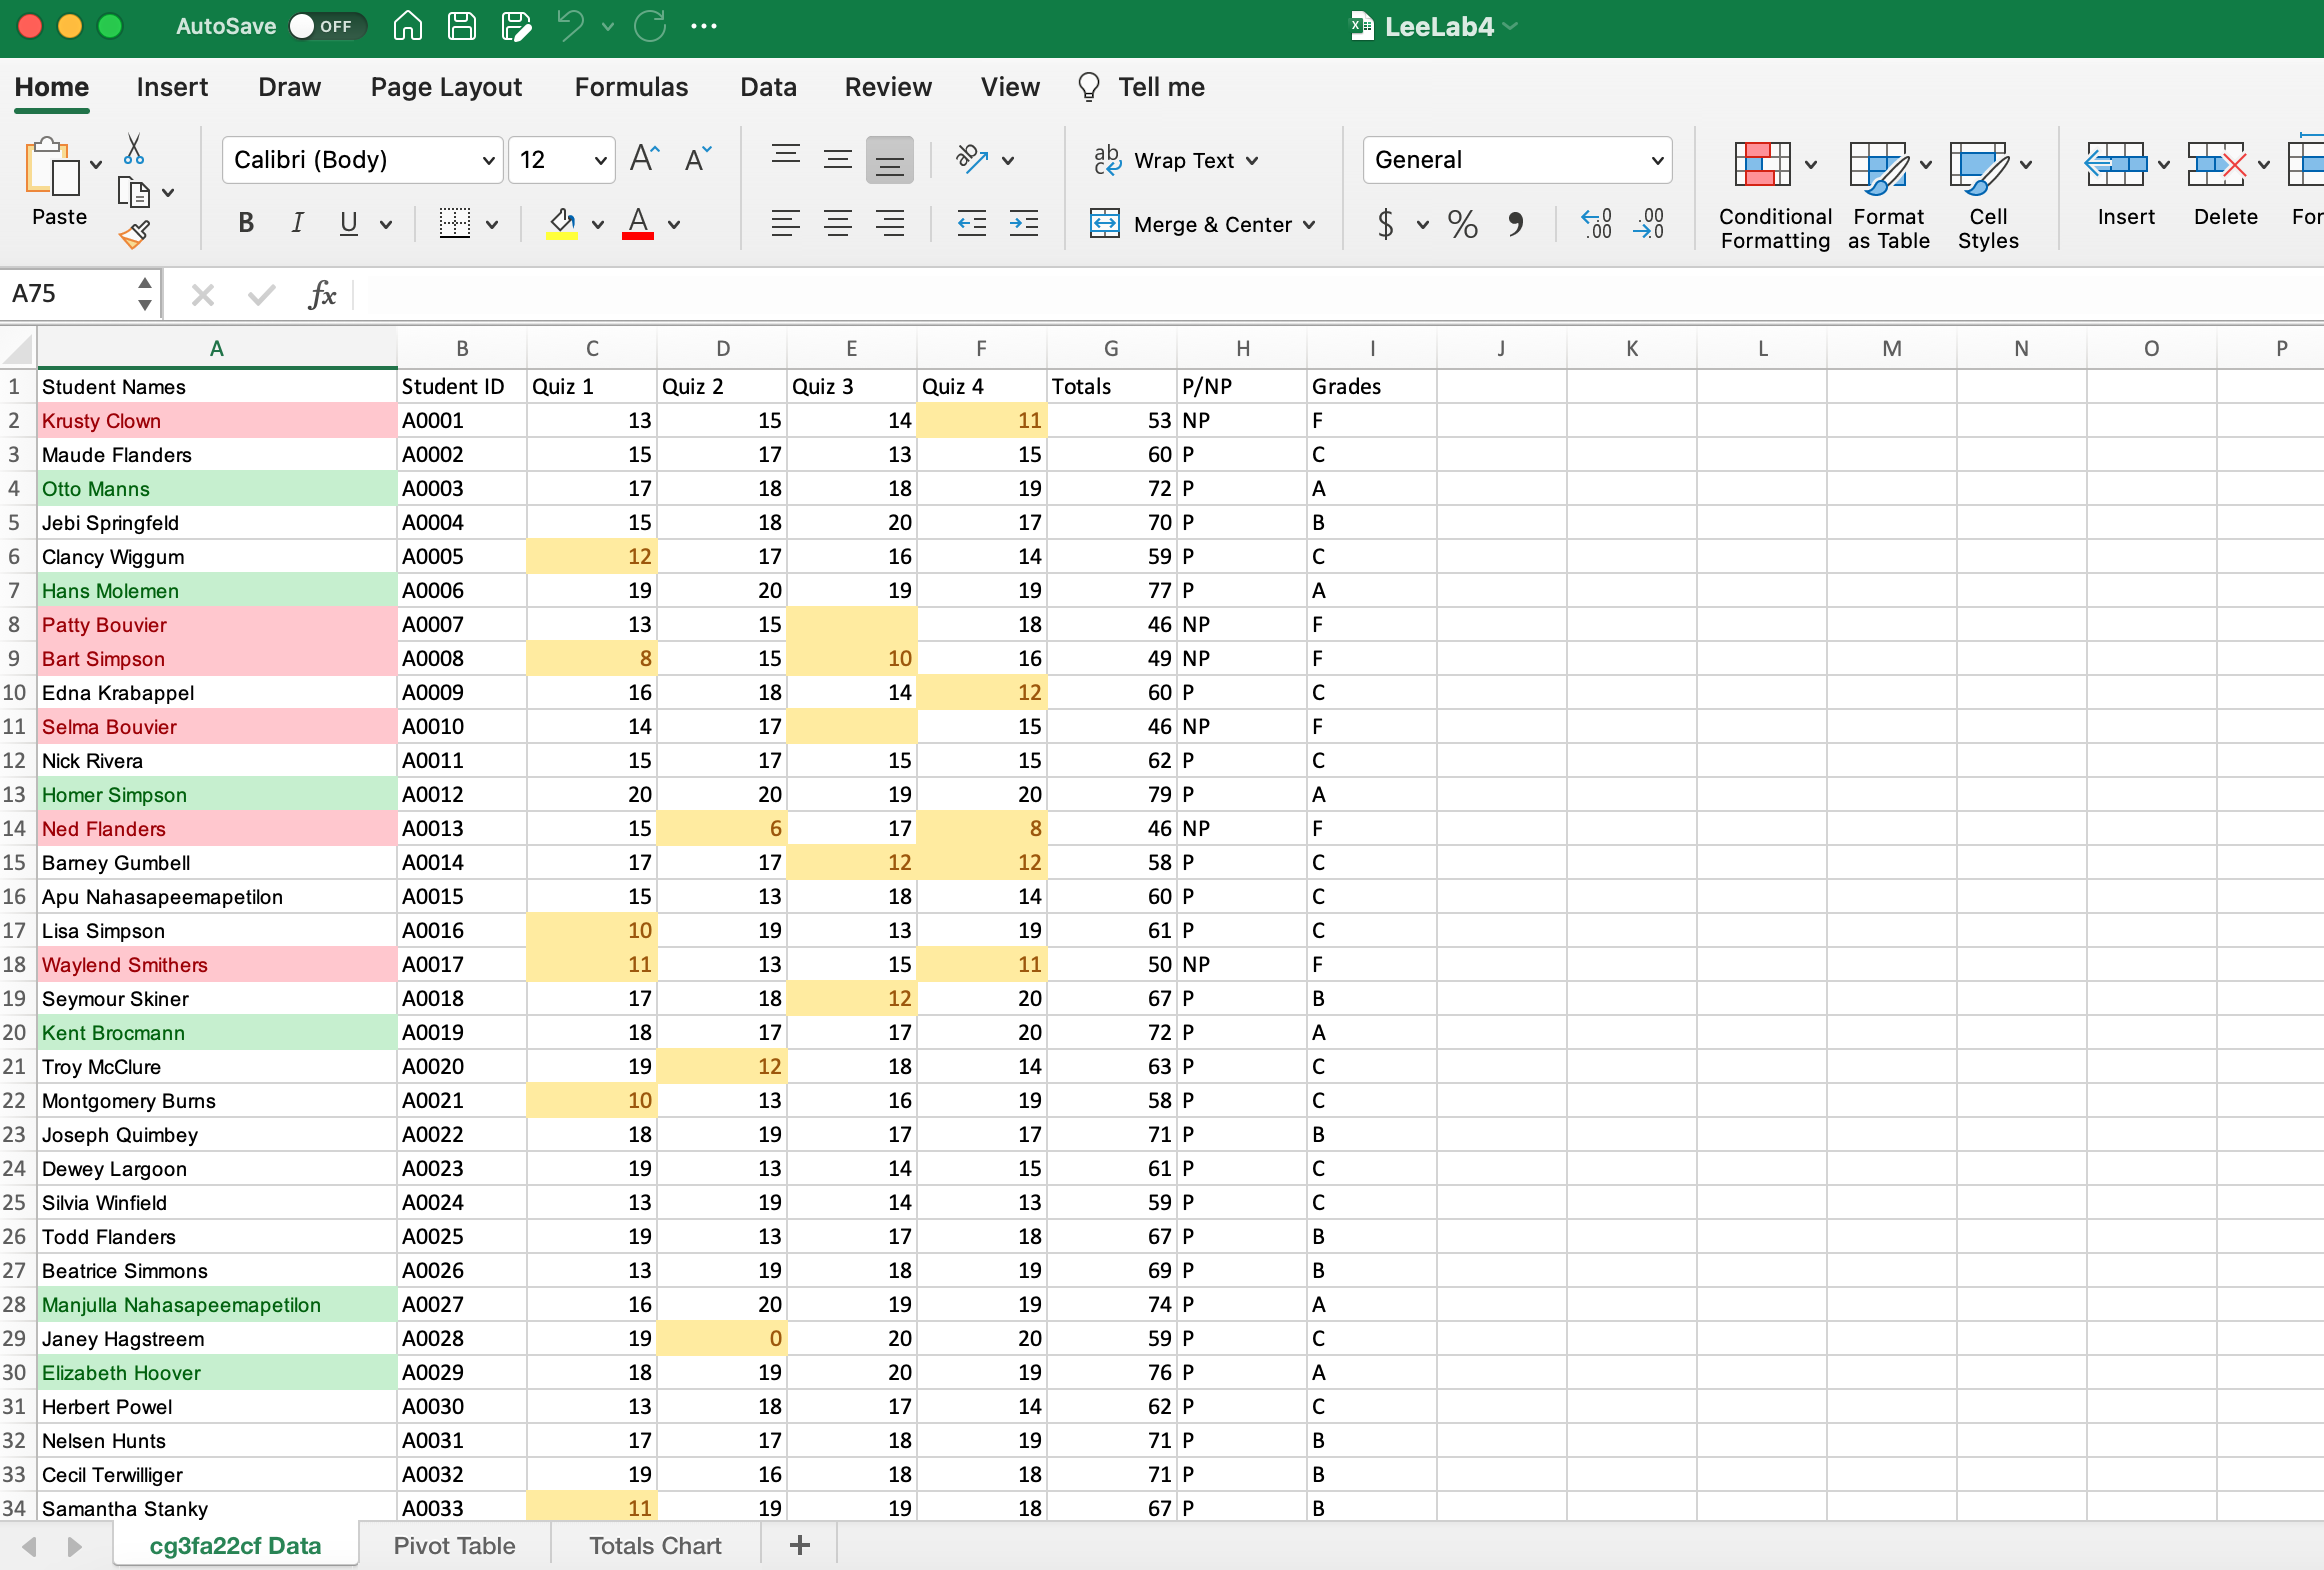 AutoSave OFF LeeLab4
Home Insert Draw Page Layout Formulas Data Review View Tell me
Paste Calibri (Body) 12 A A ab Wrap Text General Conditional Formatting Format as Table Cell Styles Insert Delete For
B I U A Merge & Center $ % , .0 .00 .00 .0
A75 fx
A B C D E F G H I J K L M N O P
1 Student Names Student ID Quiz 1 Quiz 2 Quiz 3 Quiz 4 Totals P/NP Grades
2 Krusty Clown A0001 13 15 14 11 53 NP F
3 Maude Flanders A0002 15 17 13 15 60 P C
4 Otto Manns A0003 17 18 18 19 72 P A
5 Jebi Springfeld A0004 15 18 20 17 70 P B
6 Clancy Wiggum A0005 12 17 16 14 59 P C
7 Hans Molemen A0006 19 20 19 19 77 P A
8 Patty Bouvier A0007 13 15 18 46 NP F
9 Bart Simpson A0008 8 15 10 16 49 NP F
10 Edna Krabappel A0009 16 18 14 12 60 P C
11 Selma Bouvier A0010 14 17 15 46 NP F
12 Nick Rivera A0011 15 17 15 15 62 P C
13 Homer Simpson A0012 20 20 19 20 79 P A
14 Ned Flanders A0013 15 6 17 8 46 NP F
15 Barney Gumbell A0014 17 17 12 12 58 P C
16 Apu Nahasapeemapetilon A0015 15 13 18 14 60 P C
17 Lisa Simpson A0016 10 19 13 19 61 P C
18 Waylend Smithers A0017 11 13 15 11 50 NP F
19 Seymour Skiner A0018 17 18 12 20 67 P B
20 Kent Brocmann A0019 18 17 17 20 72 P A
21 Troy McClure A0020 19 12 18 14 63 P C
22 Montgomery Burns A0021 10 13 16 19 58 P C
23 Joseph Quimbey A0022 18 19 17 17 71 P B
24 Dewey Largoon A0023 19 13 14 15 61 P C
25 Silvia Winfield A0024 13 19 14 13 59 P C
26 Todd Flanders A0025 19 13 17 18 67 P B
27 Beatrice Simmons A0026 13 19 18 19 69 P B
28 Manjulla Nahasapeemapetilon A0027 16 20 19 19 74 P A
29 Janey Hagstreem A0028 19 0 20 20 59 P C
30 Elizabeth Hoover A0029 18 19 20 19 76 P A
31 Herbert Powel A0030 13 18 17 14 62 P C
32 Nelsen Hunts A0031 17 17 18 19 71 P B
33 Cecil Terwilliger A0032 19 16 18 18 71 P B
34 Samantha Stanky A0033 11 19 19 18 67 P B
cg3fa22cf Data Pivot Table Totals Chart +